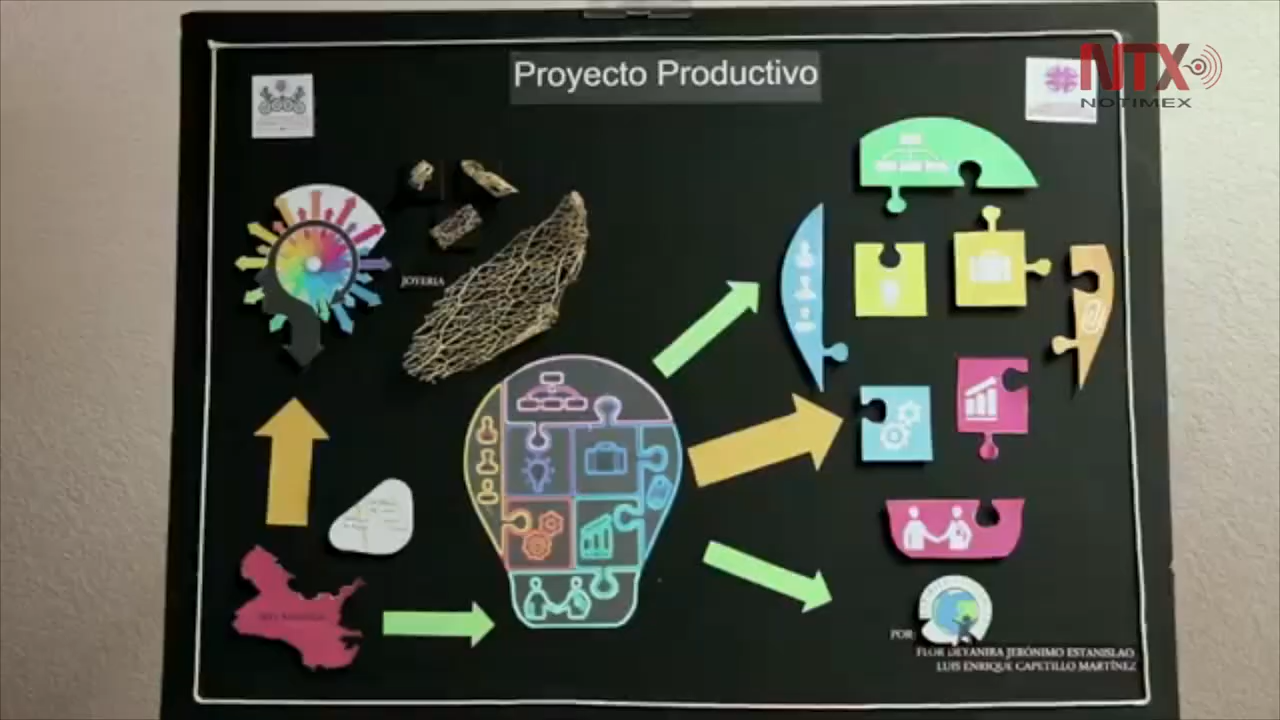 Proyecto Productivo
NTX
NOTIMEX
JOYERIA
POR:
FLOR DEYANIRA JERÓNIMO ESTANISLAO
LUIS ENRIQUE CAPETILLO MARTÍNEZ